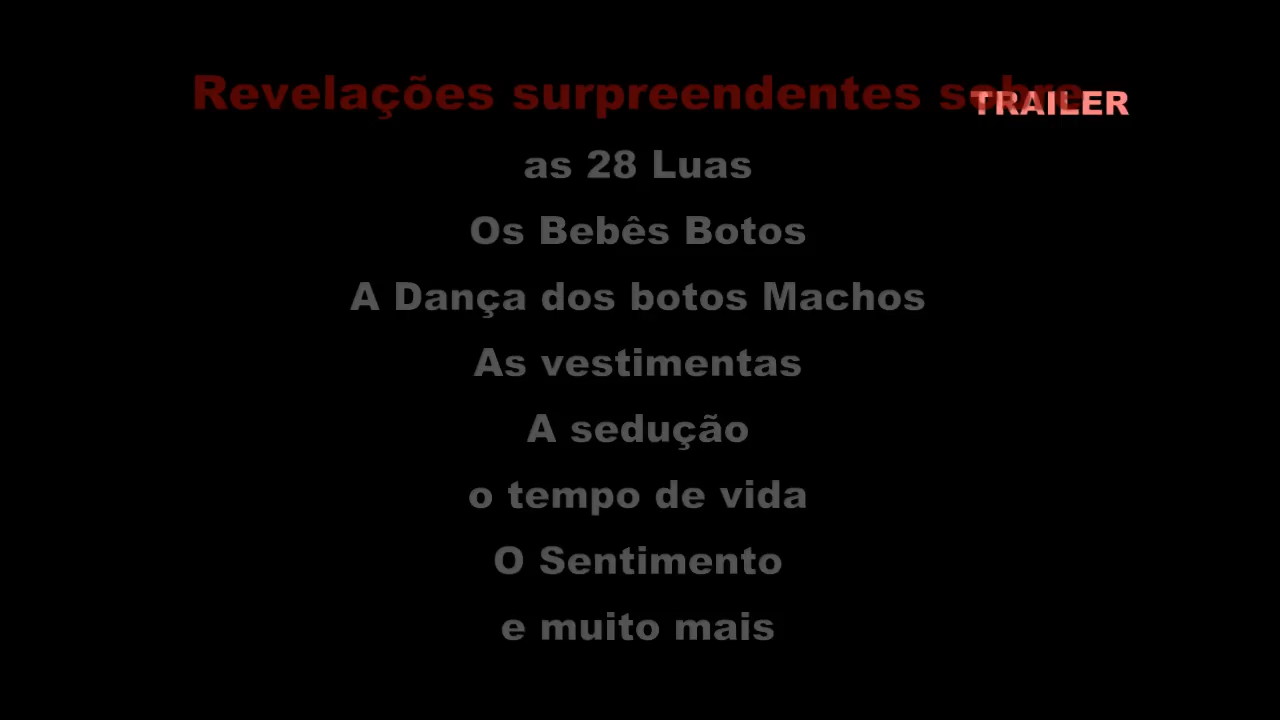 Revelações surpreendentes sobre
TRAILER
as 28 Luas
Os Bebês Botos
A Dança dos botos Machos
As vestimentas
A sedução
o tempo de vida
O Sentimento
e muito mais